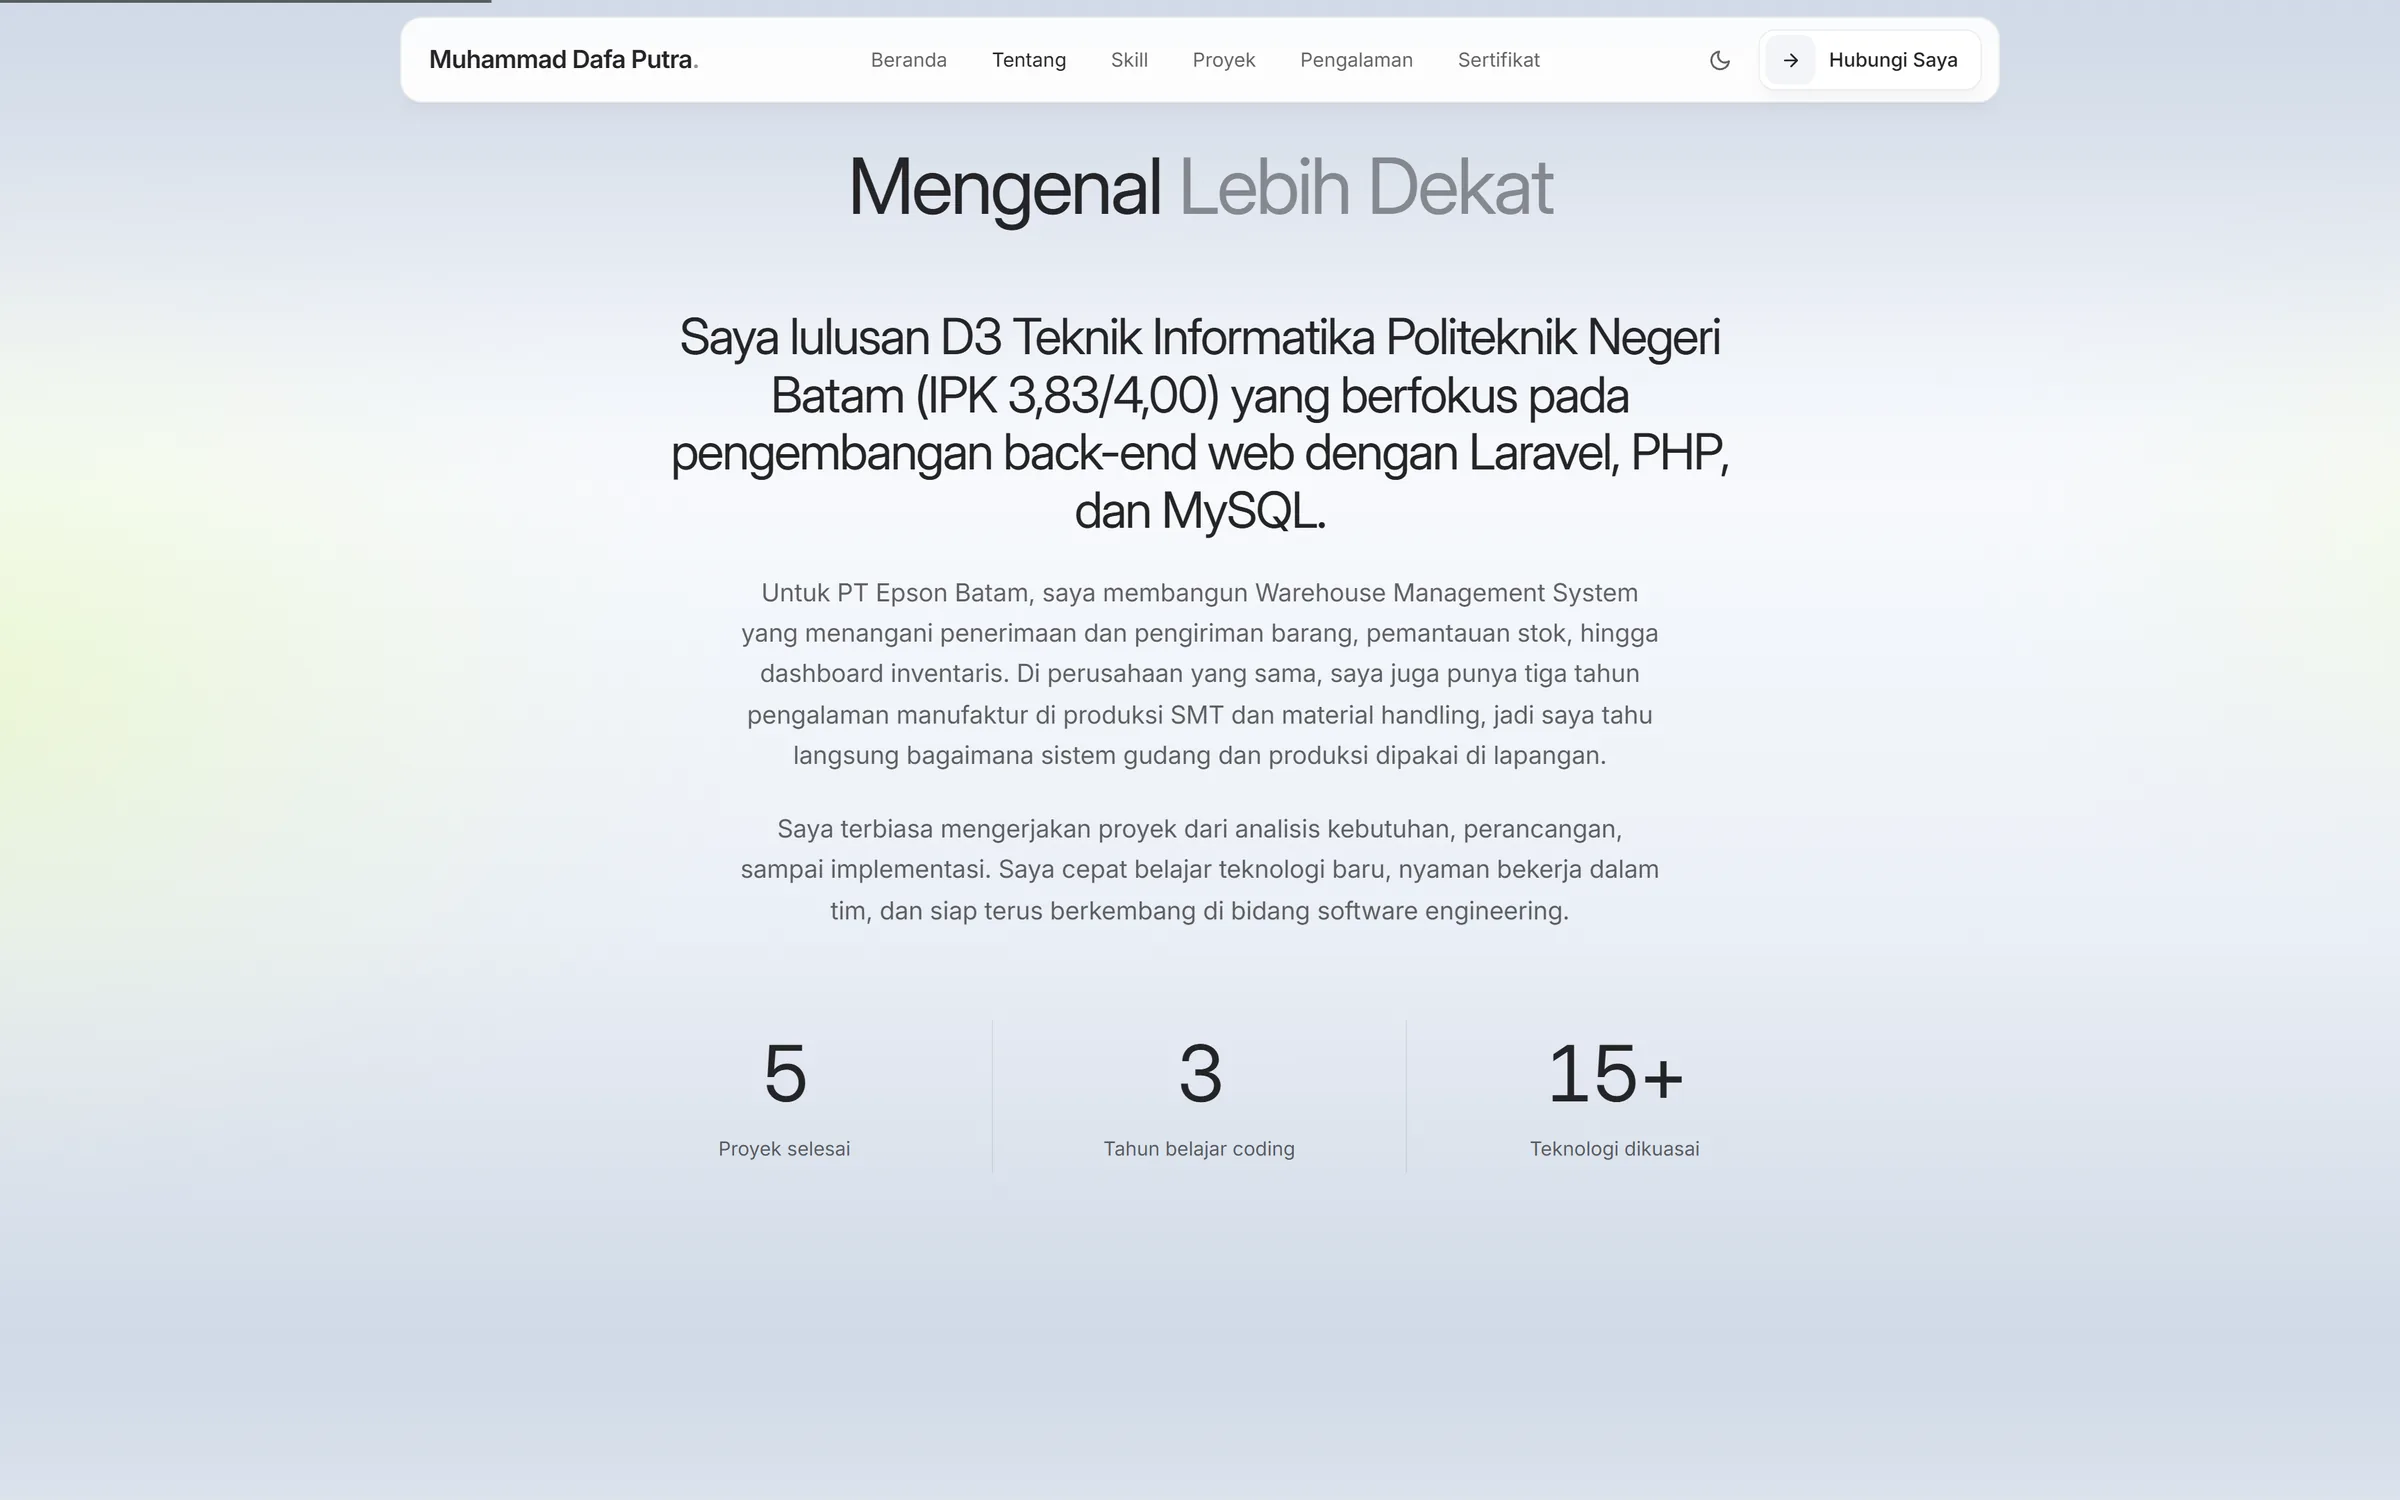 Muhammad Dafa Putra.
Beranda
Tentang
Skill
Proyek
Pengalaman
Sertifikat
Hubungi Saya
Mengenal Lebih Dekat
Saya lulusan D3 Teknik Informatika Politeknik Negeri
Batam (IPK 3,83/4,00) yang berfokus pada
pengembangan back-end web dengan Laravel, PHP,
dan MySQL.
Untuk PT Epson Batam, saya membangun Warehouse Management System
yang menangani penerimaan dan pengiriman barang, pemantauan stok, hingga
dashboard inventaris. Di perusahaan yang sama, saya juga punya tiga tahun
pengalaman manufaktur di produksi SMT dan material handling, jadi saya tahu
langsung bagaimana sistem gudang dan produksi dipakai di lapangan.
Saya terbiasa mengerjakan proyek dari analisis kebutuhan, perancangan,
sampai implementasi. Saya cepat belajar teknologi baru, nyaman bekerja dalam
tim, dan siap terus berkembang di bidang software engineering.
5
Proyek selesai
3
Tahun belajar coding
15+
Teknologi dikuasai